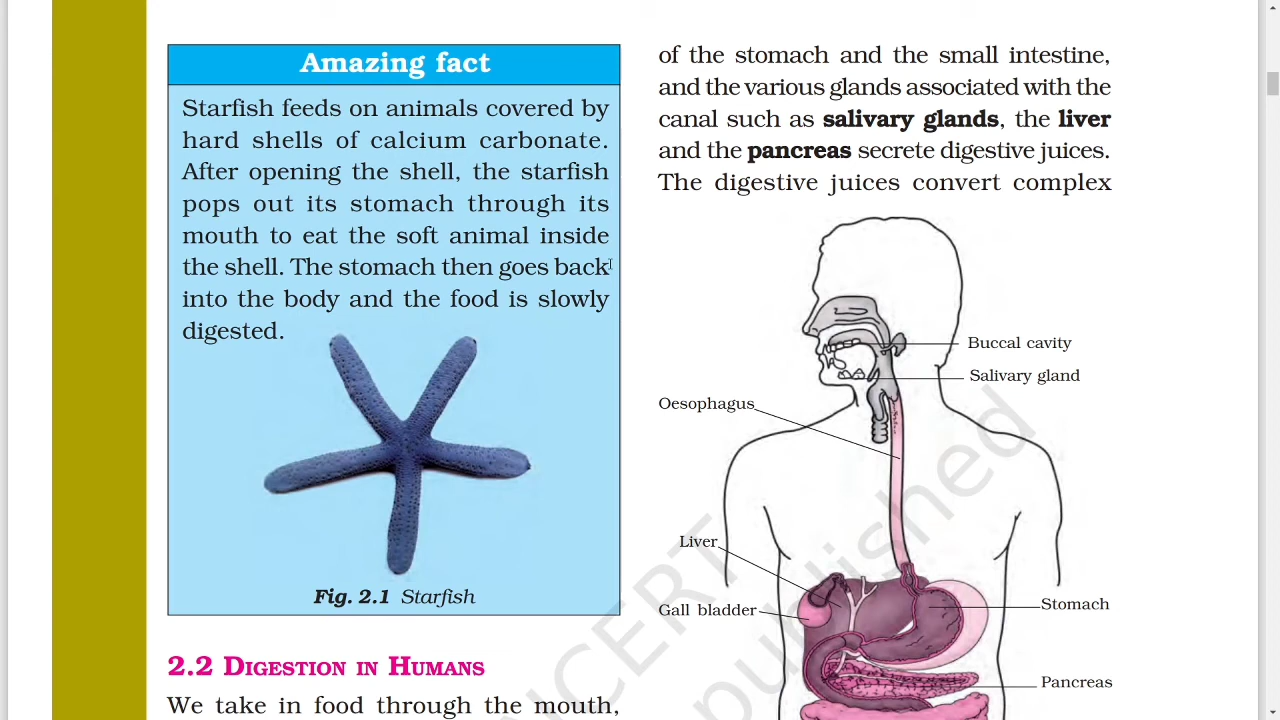 Amazing fact
Starfish feeds on animals covered by
hard shells of calcium carbonate.
After opening the shell, the starfish
pops out its stomach through its
mouth to eat the soft animal inside
the shell. The stomach then goes back
into the body and the food is slowly
digested.
Fig. 2.1 Starfish
2.2 DIGESTION IN HUMANS
We take in food through the mouth,
of the stomach and the small intestine,
and the various glands associated with the
canal such as salivary glands, the liver
and the pancreas secrete digestive juices.
The digestive juices convert complex
Buccal cavity
Salivary gland
Oesophagus
Liver
Gall bladder
Stomach
Pancreas
NCERT
published